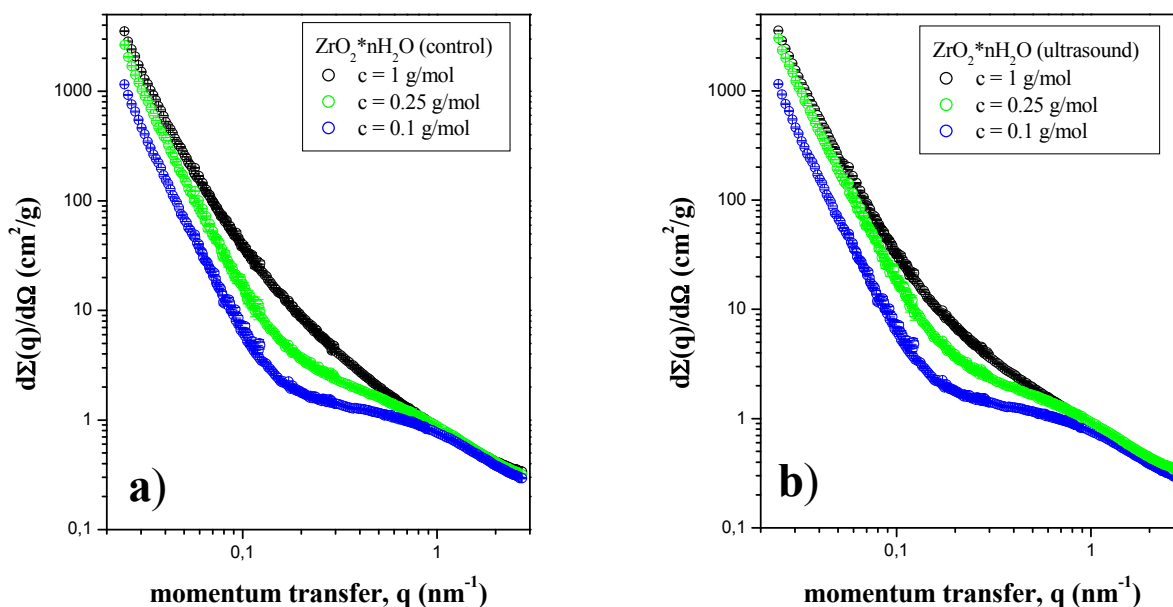 ZrO₂*nH₂O (control)
c = 1 g/mol
c = 0.25 g/mol
c = 0.1 g/mol
1000
100
10
1
0,1
dΣ(q)/dΩ (cm²/g)
a)
0,1
1
momentum transfer, q (nm⁻¹)
ZrO₂*nH₂O (ultrasound)
c = 1 g/mol
c = 0.25 g/mol
c = 0.1 g/mol
1000
100
10
1
0,1
dΣ(q)/dΩ (cm²/g)
b)
0,1
1
momentum transfer, q (nm⁻¹)